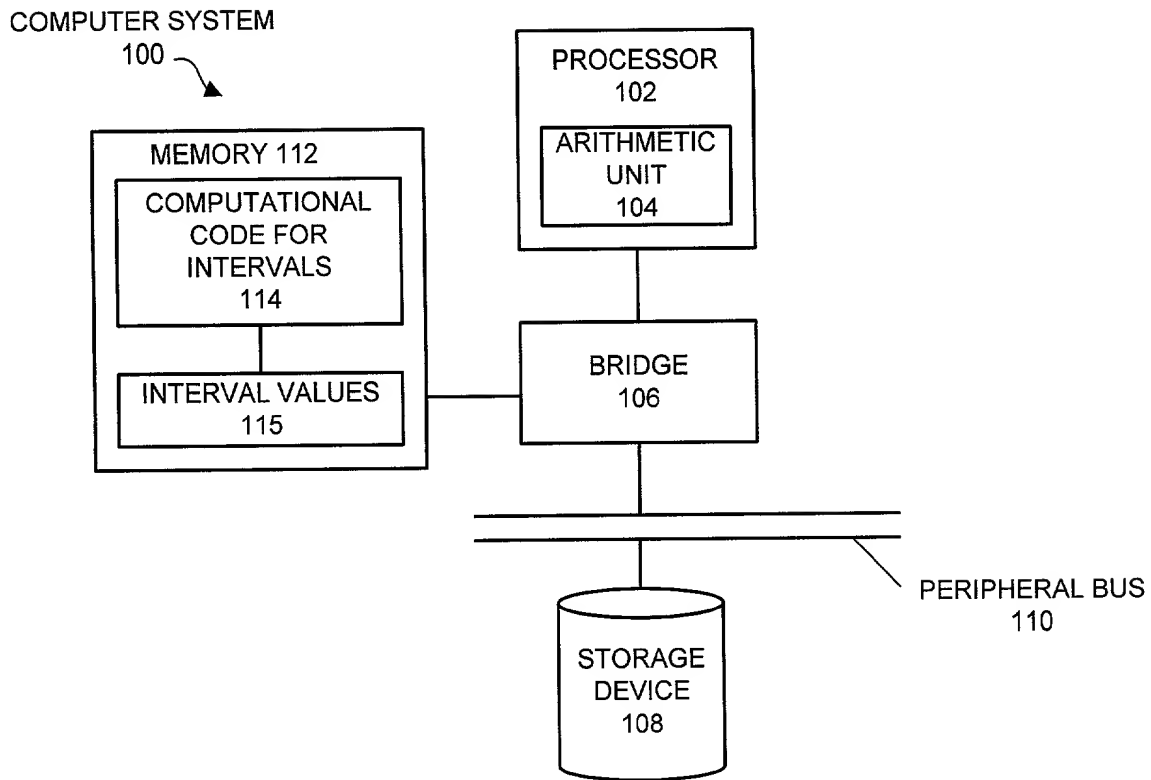 COMPUTER SYSTEM
100
PROCESSOR
102
ARITHMETIC
UNIT
104
MEMORY 112
COMPUTATIONAL
CODE FOR
INTERVALS
114
INTERVAL VALUES
115
BRIDGE
106
PERIPHERAL BUS
110
STORAGE
DEVICE
108